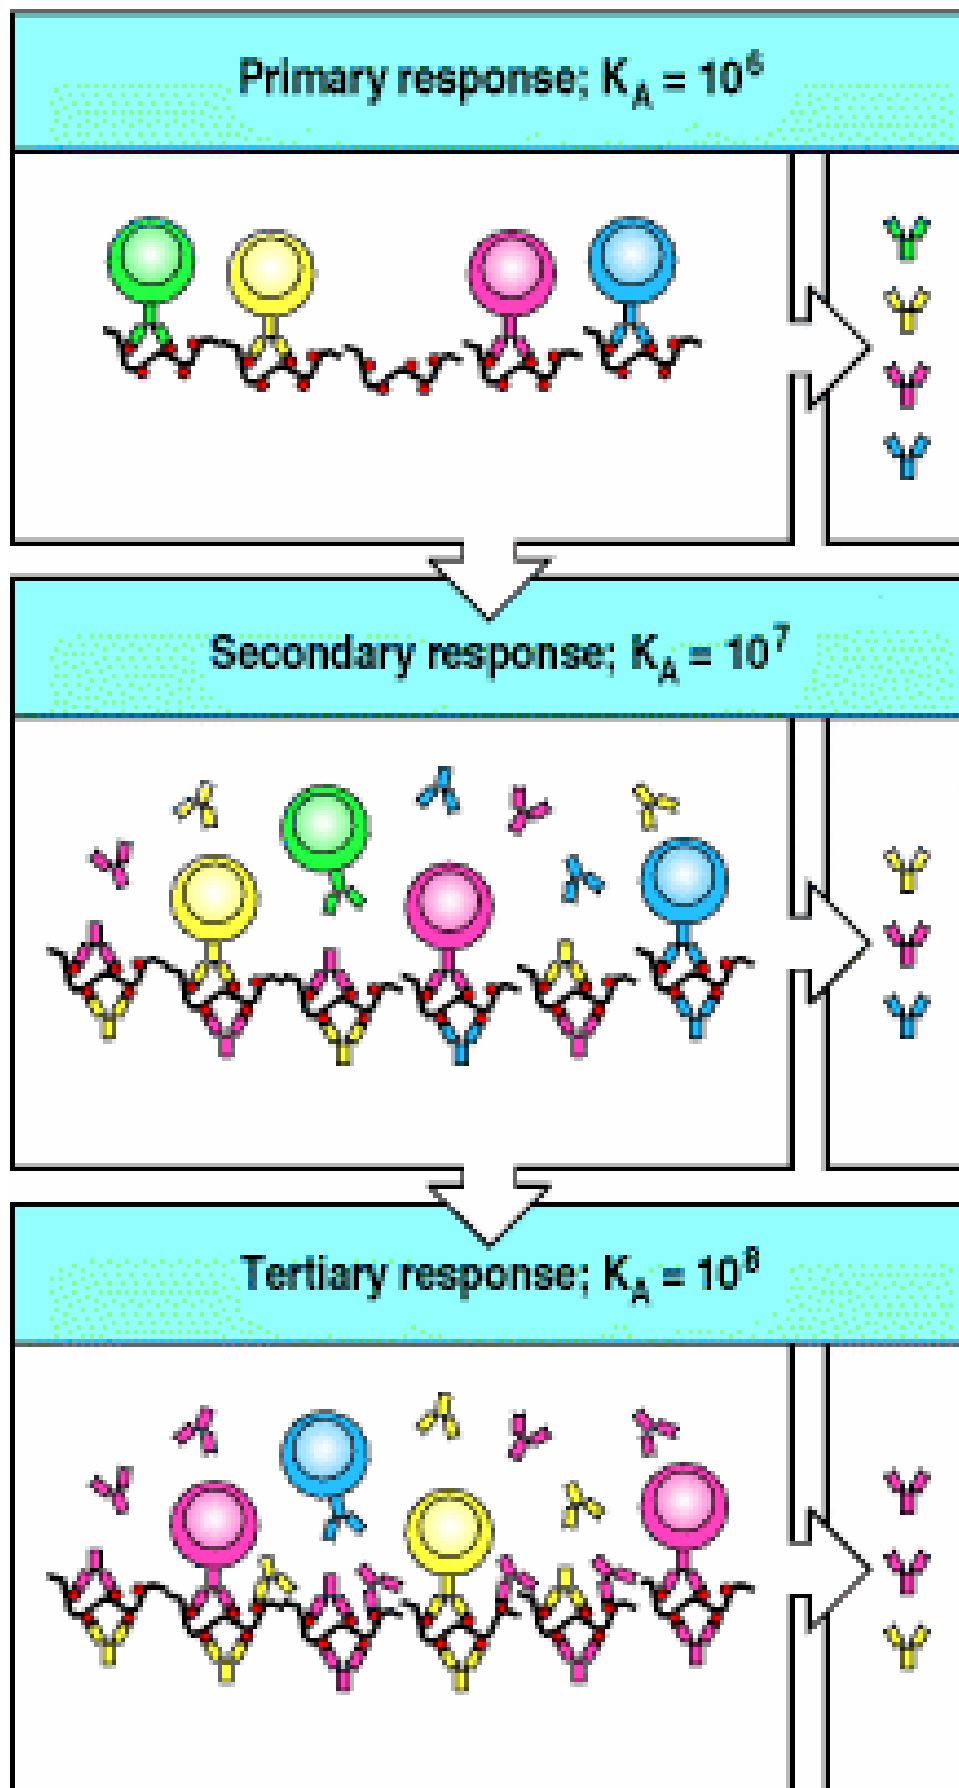 Primary response; K_A = 10^6
Secondary response; K_A = 10^7
Tertiary response; K_A = 10^8